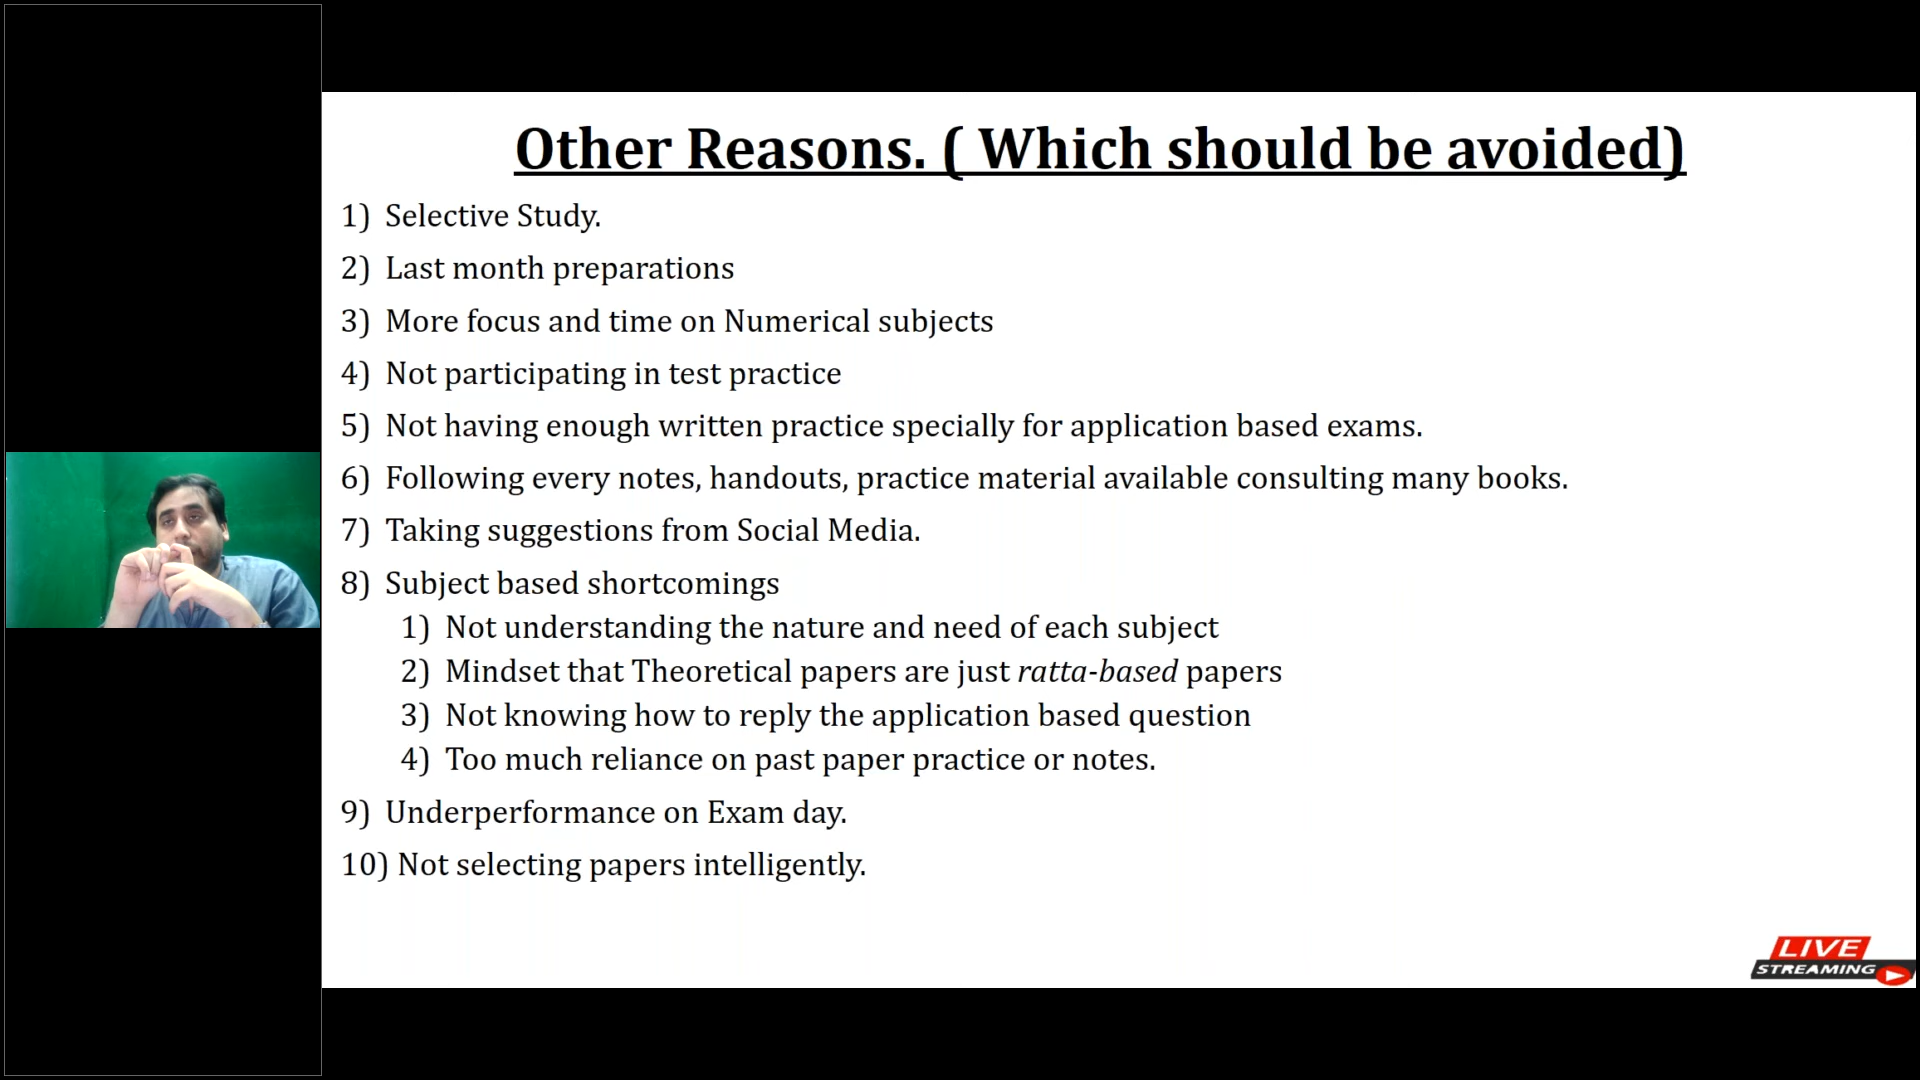 Other Reasons. ( Which should be avoided)
1) Selective Study.
2) Last month preparations
3) More focus and time on Numerical subjects
4) Not participating in test practice
5) Not having enough written practice specially for application based exams.
6) Following every notes, handouts, practice material available consulting many books.
7) Taking suggestions from Social Media.
8) Subject based shortcomings
1) Not understanding the nature and need of each subject
2) Mindset that Theoretical papers are just ratta-based papers
3) Not knowing how to reply the application based question
4) Too much reliance on past paper practice or notes.
9) Underperformance on Exam day.
10) Not selecting papers intelligently.
LIVE
STREAMING